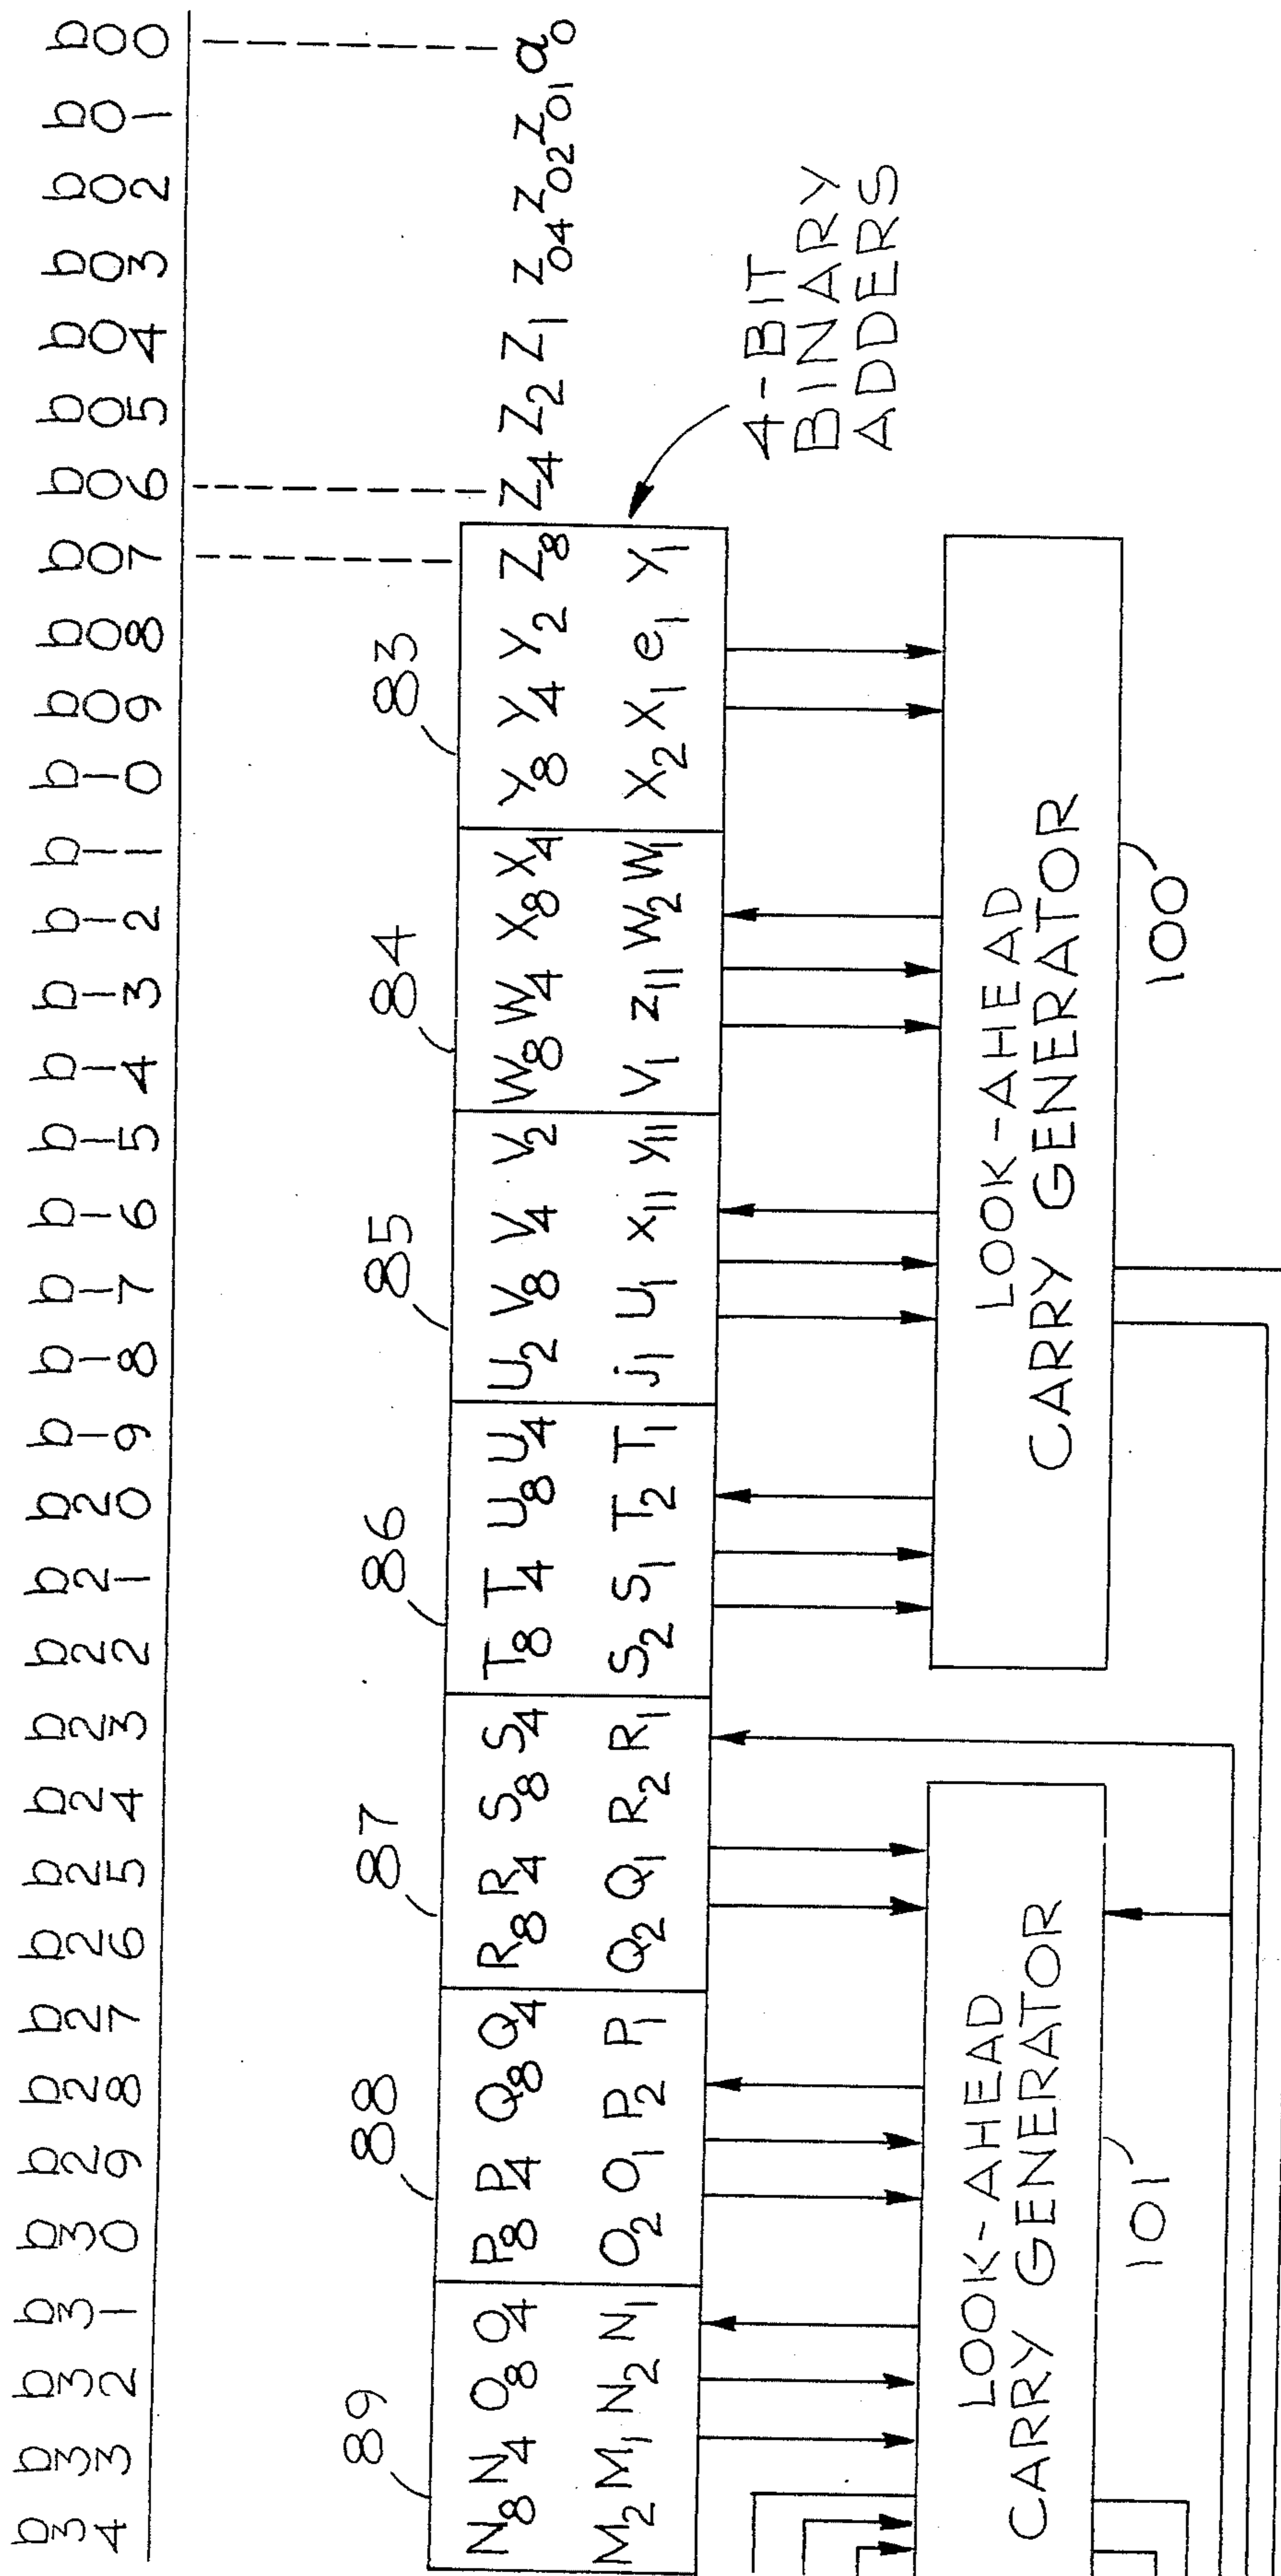 b34 b33 b32 b31 b30 b29 b28 b27 b26 b25 b24 b23 b22 b21 b20 b19 b18 b17 b16 b15 b14 b13 b12 b11 b10 b09 b08 b07 b06 b05 b04 b03 b02 b01 b00
89 88 87 86 85 84 83
N8 N4 O8 O4 P8 P4 Q8 Q4 R8 R4 S8 S4 T8 T4 U8 U4 U2 V8 V4 V2 W8 W4 X8 X4 Y8 Y4 Y2 Z8 Z4 Z2 Z1 z04 z02 z01 a0
M2 M1 N2 N1 O2 O1 P2 P1 Q2 Q1 R2 R1 S2 S1 T2 T1 j1 U1 x11 y11 V1 z11 W2 W1 X2 X1 e1 Y1
4-BIT
BINARY
ADDERS
LOOK-AHEAD
CARRY GENERATOR
101
LOOK-AHEAD
CARRY GENERATOR
100